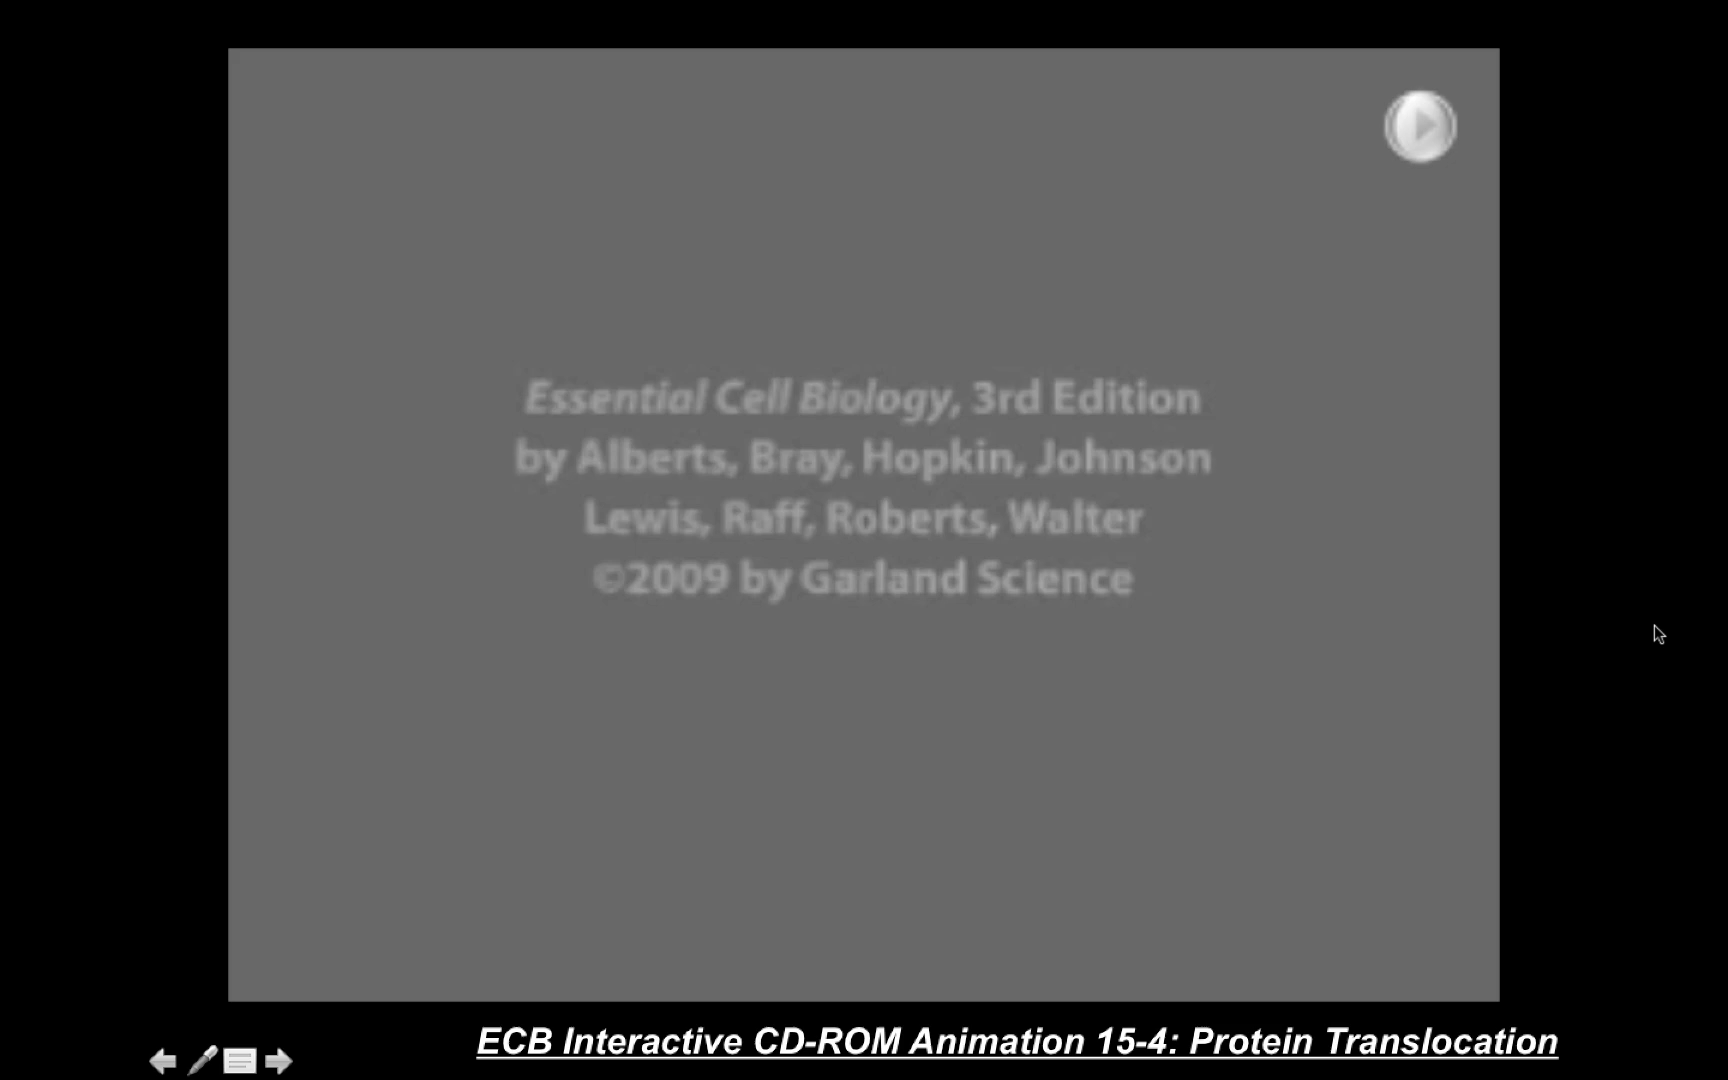 Essential Cell Biology, 3rd Edition
by Alberts, Bray, Hopkin, Johnson
Lewis, Raff, Roberts, Walter
©2009 by Garland Science
ECB Interactive CD-ROM Animation 15-4: Protein Translocation